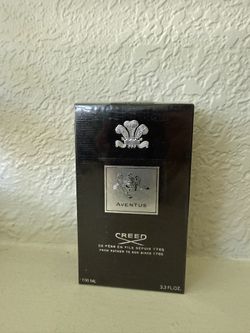 AVENTUS
CREED
DE PÈRE EN FILS DEPUIS 1760
FROM FATHER TO SON SINCE 1760
100 ML
3.3 FL.OZ.